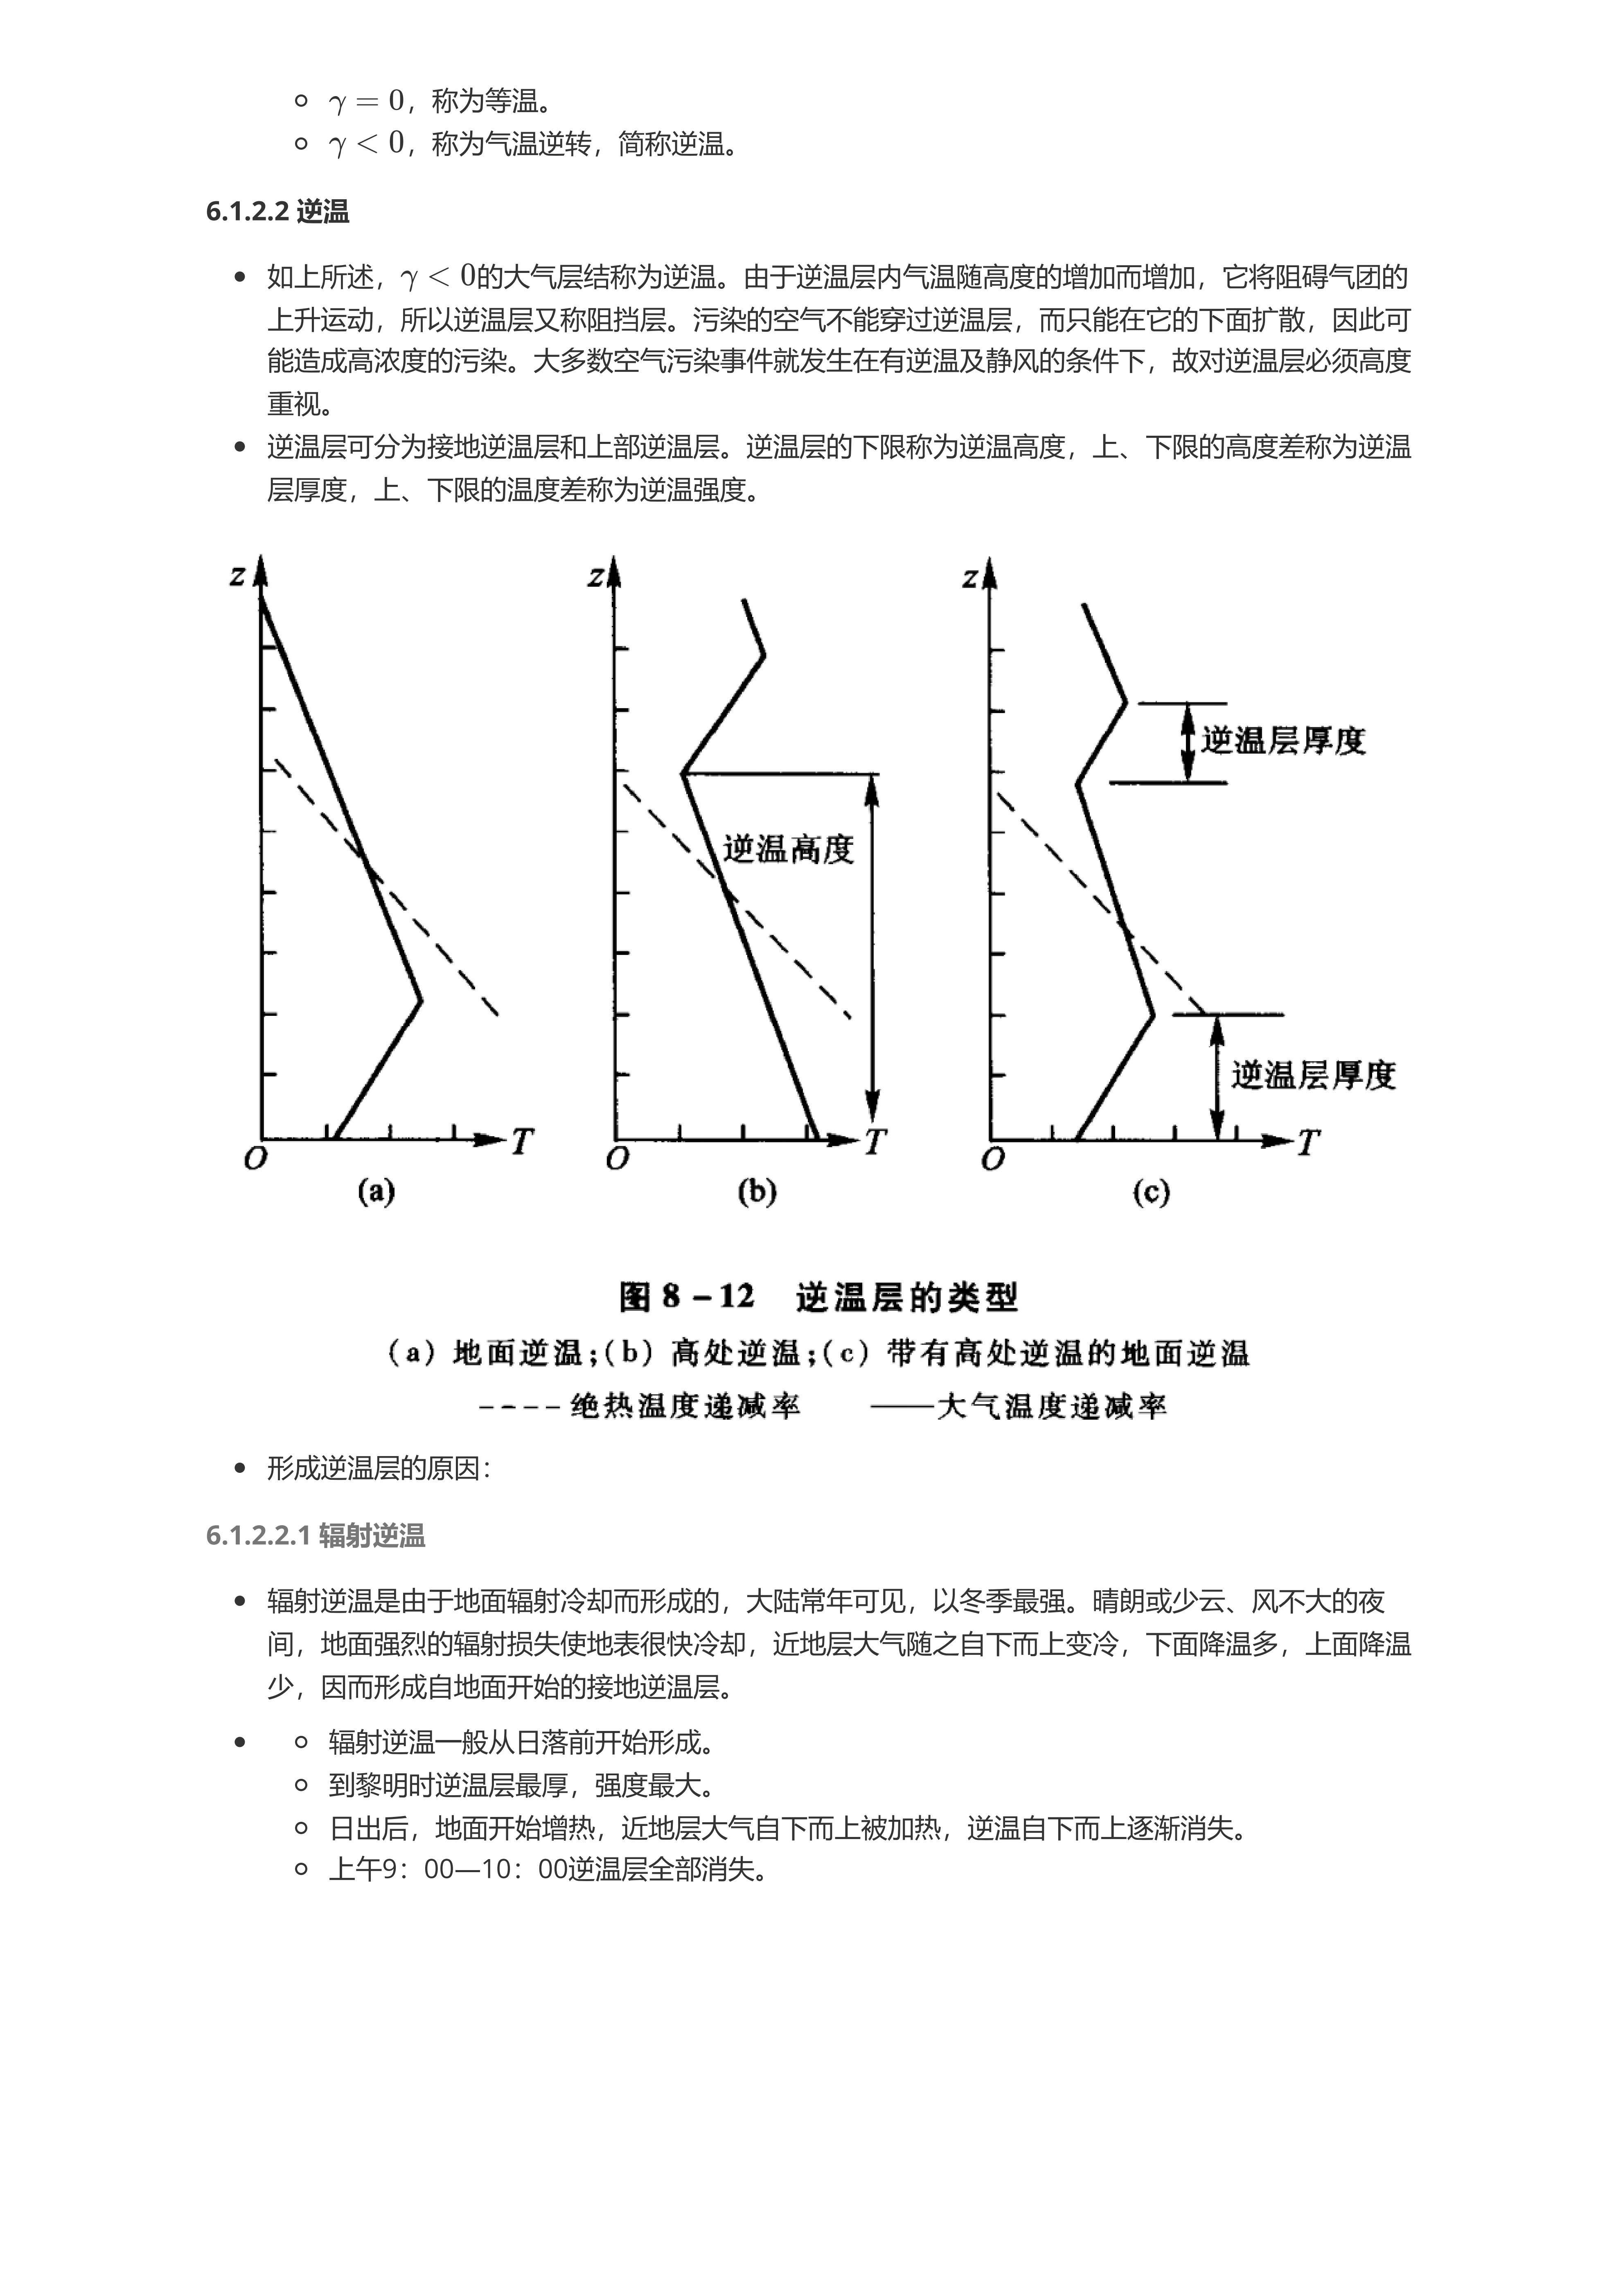 γ = 0，称为等温。
γ < 0，称为气温逆转，简称逆温。
6.1.2.2 逆温
如上所述，γ < 0的大气层结称为逆温。由于逆温层内气温随高度的增加而增加，它将阻碍气团的
上升运动，所以逆温层又称阻挡层。污染的空气不能穿过逆温层，而只能在它的下面扩散，因此可
能造成高浓度的污染。大多数空气污染事件就发生在有逆温及静风的条件下，故对逆温层必须高度
重视。
逆温层可分为接地逆温层和上部逆温层。逆温层的下限称为逆温高度，上、下限的高度差称为逆温
层厚度，上、下限的温度差称为逆温强度。
z
O
T
(a)
z
逆温高度
O
T
(b)
z
逆温层厚度
逆温层厚度
O
T
(c)
图 8－12 逆温层的类型
（a）地面逆温；（b）高处逆温；（c）带有高处逆温的地面逆温
----绝热温度递减率 ——大气温度递减率
形成逆温层的原因：
6.1.2.2.1 辐射逆温
辐射逆温是由于地面辐射冷却而形成的，大陆常年可见，以冬季最强。晴朗或少云、风不大的夜
间，地面强烈的辐射损失使地表很快冷却，近地层大气随之自下而上变冷，下面降温多，上面降温
少，因而形成自地面开始的接地逆温层。
辐射逆温一般从日落前开始形成。
到黎明时逆温层最厚，强度最大。
日出后，地面开始增热，近地层大气自下而上被加热，逆温自下而上逐渐消失。
上午9：00—10：00逆温层全部消失。